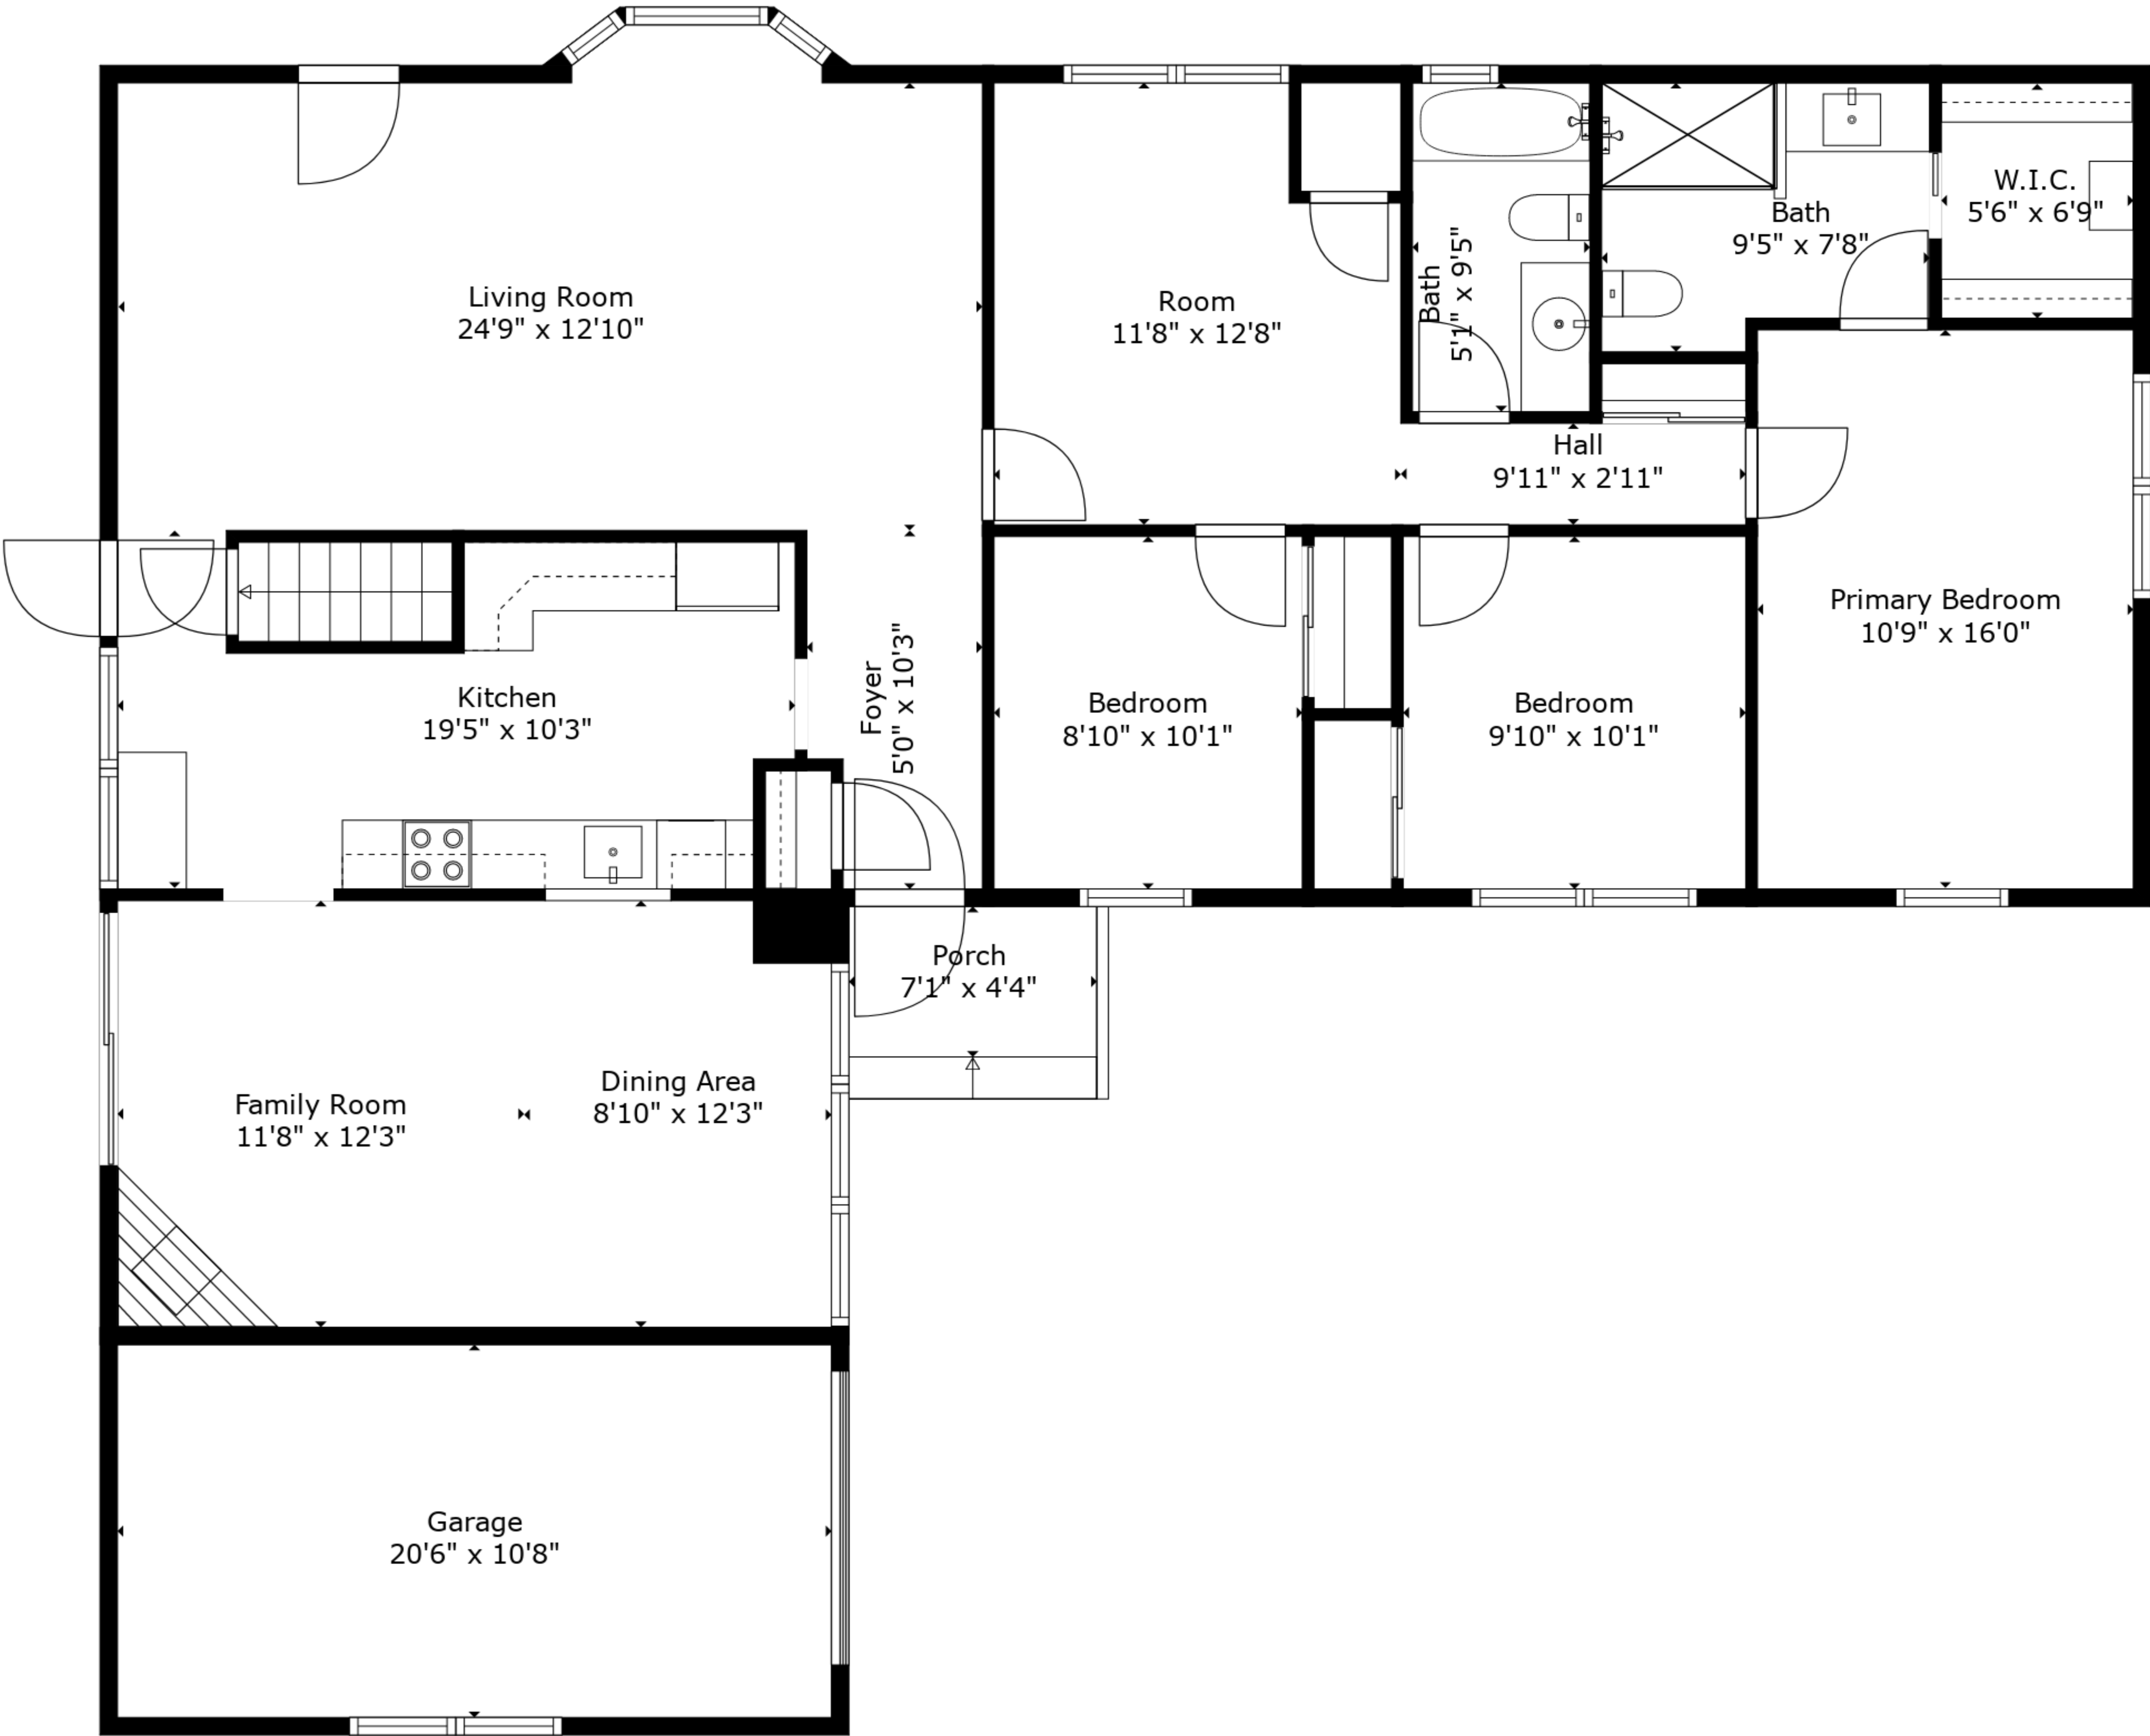 W.I.C.
5'6" x 6'9"
Bath
9'5" x 7'8"
Living Room
24'9" x 12'10"
Room
11'8" x 12'8"
Bath
5'1" x 9'5"
Hall
9'11" x 2'11"
Primary Bedroom
10'9" x 16'0"
Kitchen
19'5" x 10'3"
Foyer
5'0" x 10'3"
Bedroom
8'10" x 10'1"
Bedroom
9'10" x 10'1"
Porch
7'1" x 4'4"
Family Room
11'8" x 12'3"
Dining Area
8'10" x 12'3"
Garage
20'6" x 10'8"